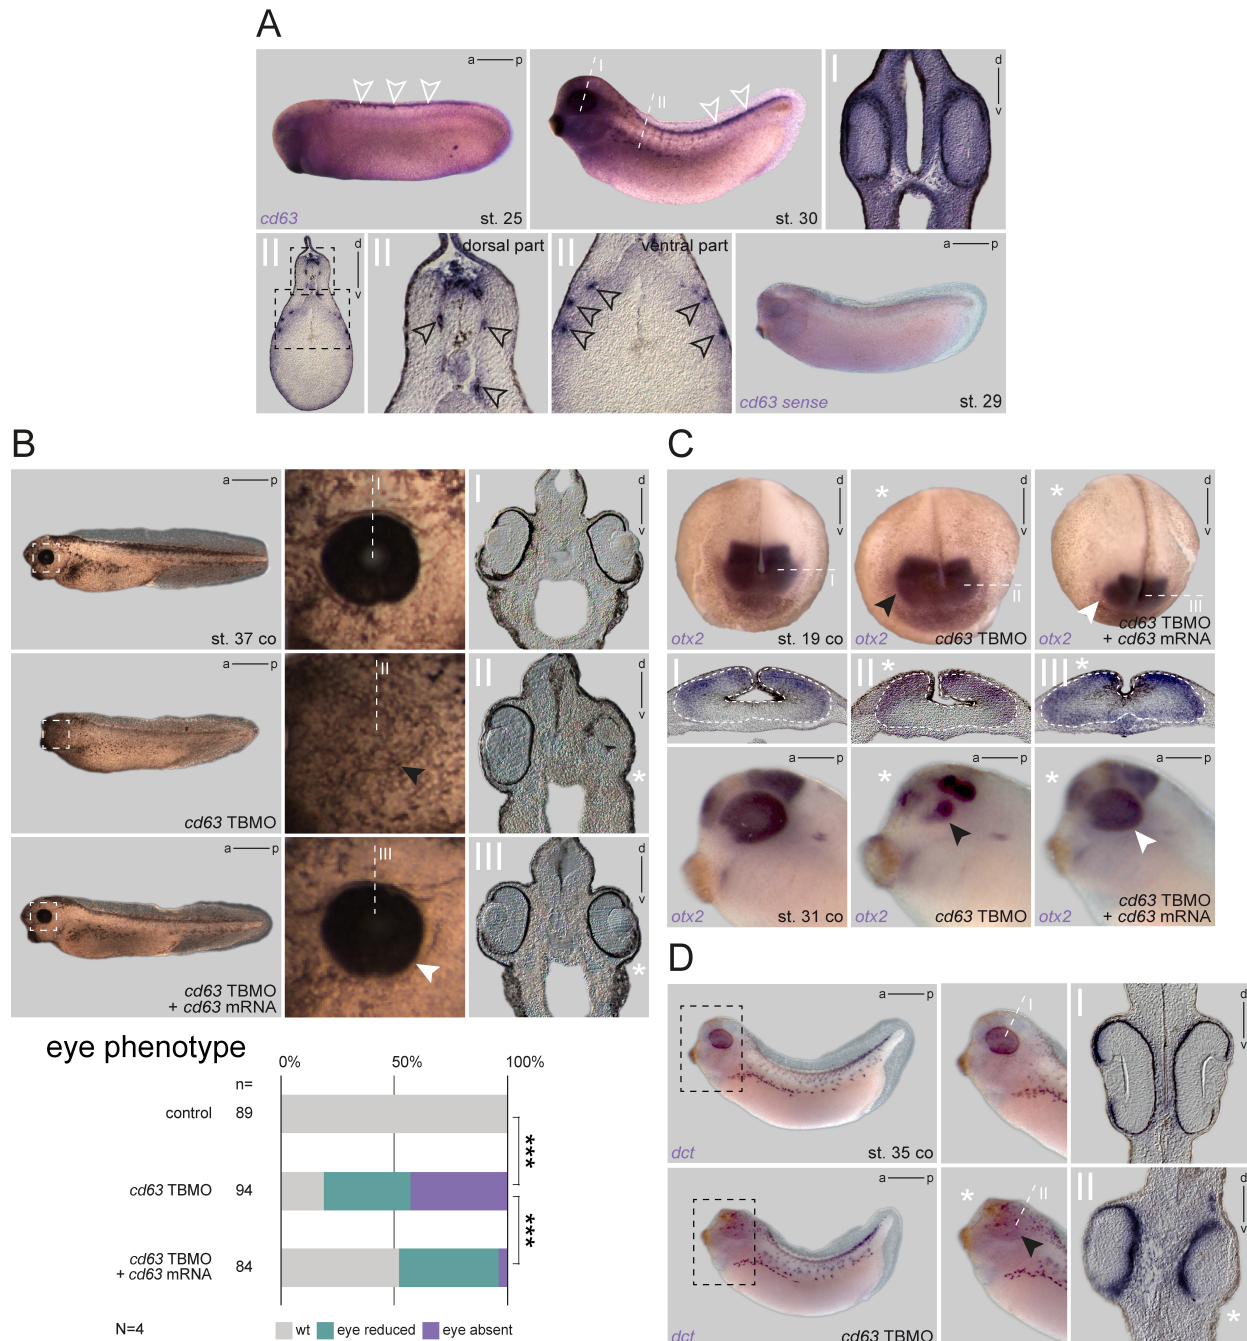 A
a p
cd63
st. 25
I
II
st. 30
I
d
v
II
d
v
II
dorsal part
II
ventral part
a p
cd63 sense
st. 29
B
a p
st. 37 co
I
I
d
v
a p
cd63 TBMO
II
II
d
v
*
a p
cd63 TBMO
+ cd63 mRNA
III
III
d
v
*
eye phenotype
0% 50% 100%
n=
control 89
***
cd63 TBMO 94
***
cd63 TBMO
+ cd63 mRNA 84
N=4
wt eye reduced eye absent
C
d
v
I
otx2
st. 19 co
*
d
v
II
otx2
cd63 TBMO
*
d
v
III
otx2
cd63 TBMO
+ cd63 mRNA
I
II *
III *
a p
otx2
st. 31 co
*
a p
otx2
cd63 TBMO
*
a p
otx2
cd63 TBMO
+ cd63 mRNA
D
a p
dct
st. 35 co
I
I
d
v
a p
dct
cd63 TBMO
*
II
II
d
v
*